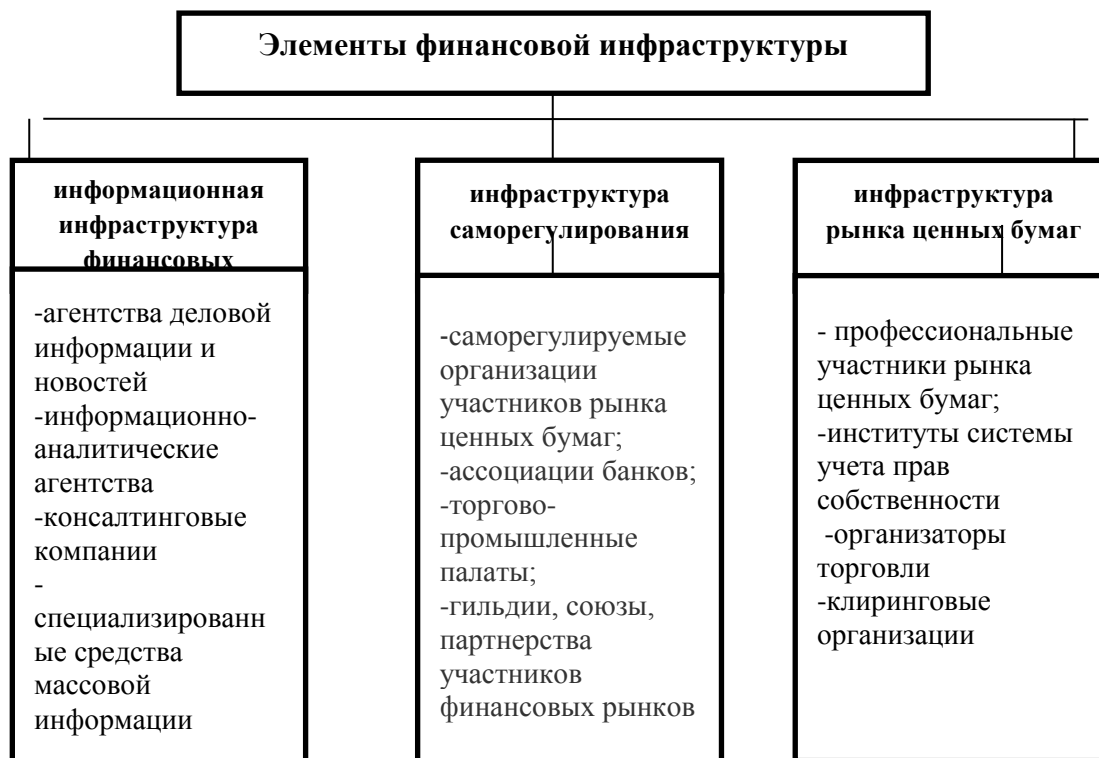 Элементы финансовой инфраструктуры
информационная
инфраструктура
финансовых
-агентства деловой
информации и
новостей
-информационно-
аналитические
агентства
-консалтинговые
компании
-
специализированн
ые средства
массовой
информации
инфраструктура
саморегулирования
-саморегулируемые
организации
участников рынка
ценных бумаг;
-ассоциации банков;
-торгово-
промышленные
палаты;
-гильдии, союзы,
партнерства
участников
финансовых рынков
инфраструктура
рынка ценных бумаг
- профессиональные
участники рынка
ценных бумаг;
-институты системы
учета прав
собственности
-организаторы
торговли
-клиринговые
организации